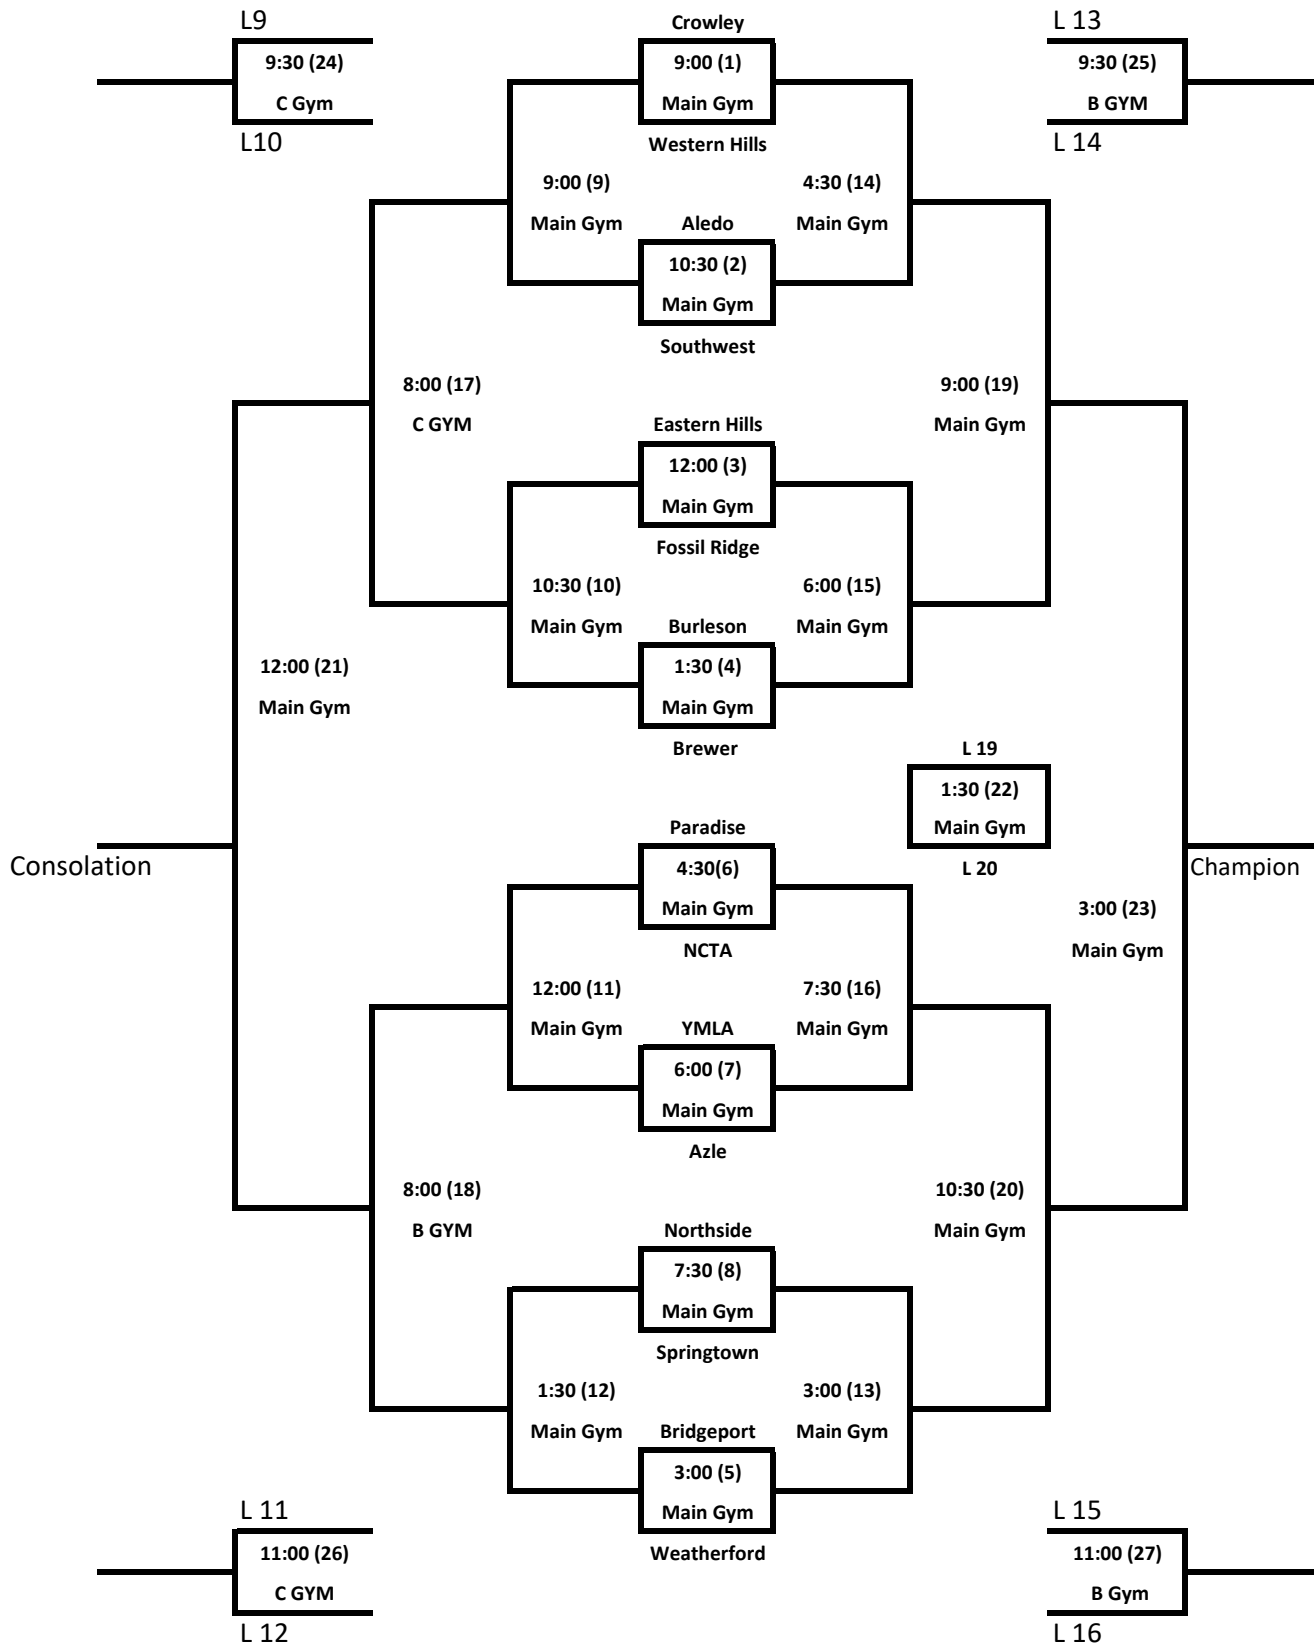 L9
9:30 (24)
C Gym
L10
Crowley
9:00 (1)
Main Gym
Western Hills
L 13
9:30 (25)
B GYM
L 14
9:00 (9)
Main Gym
4:30 (14)
Main Gym
Aledo
10:30 (2)
Main Gym
Southwest
8:00 (17)
C GYM
9:00 (19)
Main Gym
Eastern Hills
12:00 (3)
Main Gym
Fossil Ridge
10:30 (10)
Main Gym
6:00 (15)
Main Gym
Burleson
1:30 (4)
Main Gym
Brewer
12:00 (21)
Main Gym
L 19
1:30 (22)
Main Gym
L 20
Consolation
Champion
Paradise
4:30(6)
Main Gym
NCTA
3:00 (23)
Main Gym
12:00 (11)
Main Gym
7:30 (16)
Main Gym
YMLA
6:00 (7)
Main Gym
Azle
8:00 (18)
B GYM
10:30 (20)
Main Gym
Northside
7:30 (8)
Main Gym
Springtown
1:30 (12)
Main Gym
3:00 (13)
Main Gym
Bridgeport
3:00 (5)
Main Gym
Weatherford
L 11
11:00 (26)
C GYM
L 12
L 15
11:00 (27)
B Gym
L 16